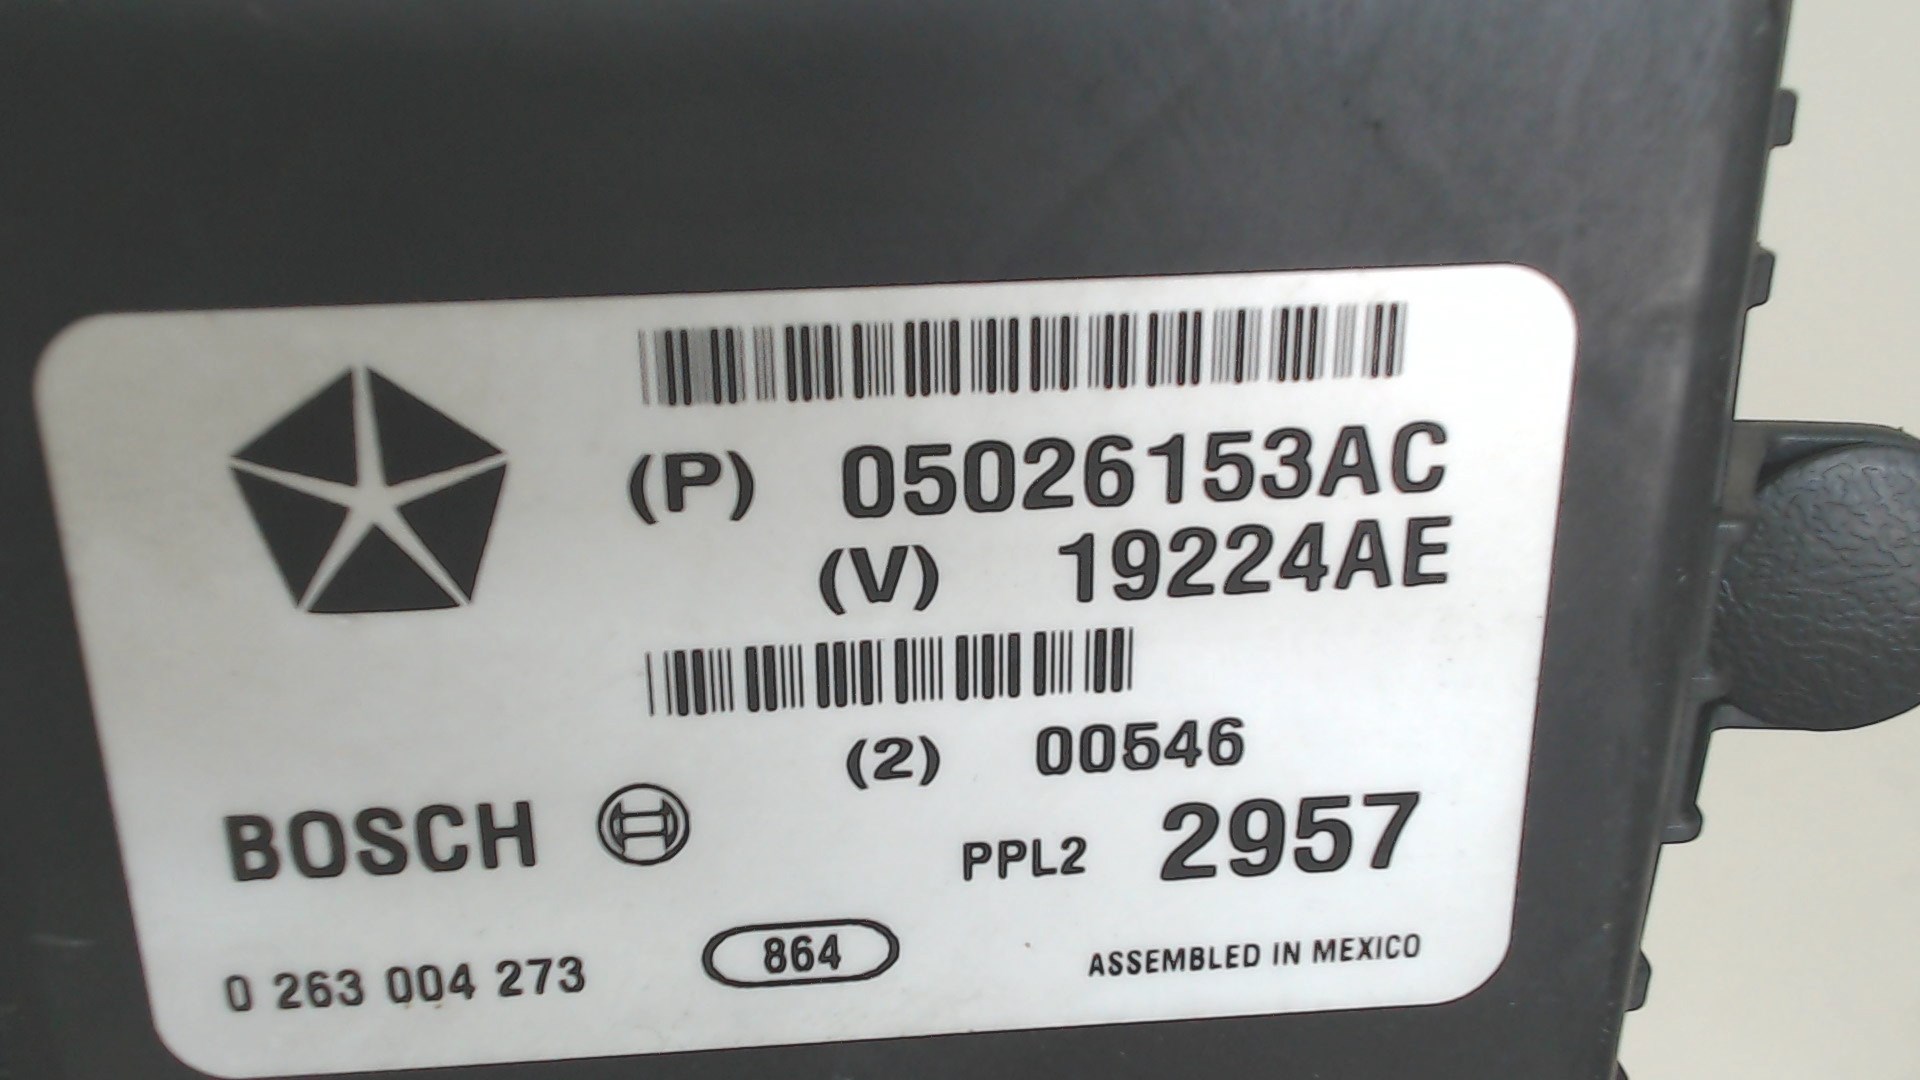 (P) 05026153AC
(V) 19224AE
(2) 00546
BOSCH
PPL2 2957
0 263 004 273
864
ASSEMBLED IN MEXICO